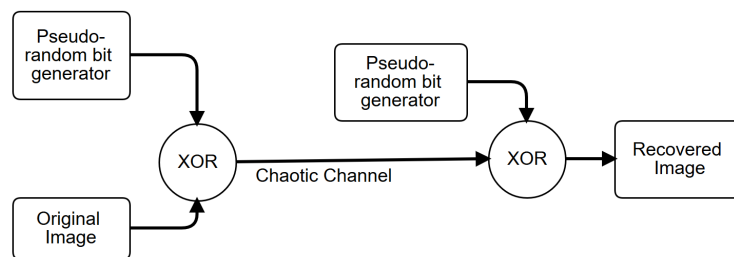 Pseudo-
random bit
generator
Pseudo-
random bit
generator
XOR
XOR
Chaotic Channel
Recovered
Image
Original
Image